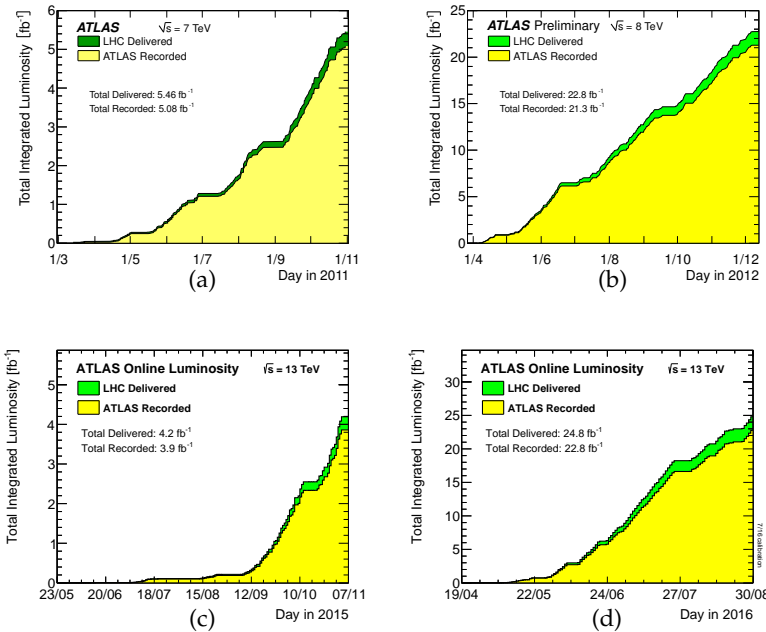 ATLAS √s = 7 TeV
LHC Delivered
ATLAS Recorded
Total Delivered: 5.46 fb⁻¹
Total Recorded: 5.08 fb⁻¹
Total Integrated Luminosity [fb⁻¹]
6
5
4
3
2
1
0
1/3 1/5 1/7 1/9 1/11
Day in 2011
(a)
ATLAS Preliminary √s = 8 TeV
LHC Delivered
ATLAS Recorded
Total Delivered: 22.8 fb⁻¹
Total Recorded: 21.3 fb⁻¹
Total Integrated Luminosity [fb⁻¹]
25
20
15
10
5
0
1/4 1/6 1/8 1/10 1/12
Day in 2012
(b)
ATLAS Online Luminosity √s = 13 TeV
LHC Delivered
ATLAS Recorded
Total Delivered: 4.2 fb⁻¹
Total Recorded: 3.9 fb⁻¹
Total Integrated Luminosity [fb⁻¹]
5
4
3
2
1
0
23/05 20/06 18/07 15/08 12/09 10/10 07/11
Day in 2015
(c)
ATLAS Online Luminosity √s = 13 TeV
LHC Delivered
ATLAS Recorded
Total Delivered: 24.8 fb⁻¹
Total Recorded: 22.8 fb⁻¹
Total Integrated Luminosity [fb⁻¹]
30
25
20
15
10
5
0
19/04 22/05 24/06 27/07 30/08
Day in 2016
(d)
7/16 calibration